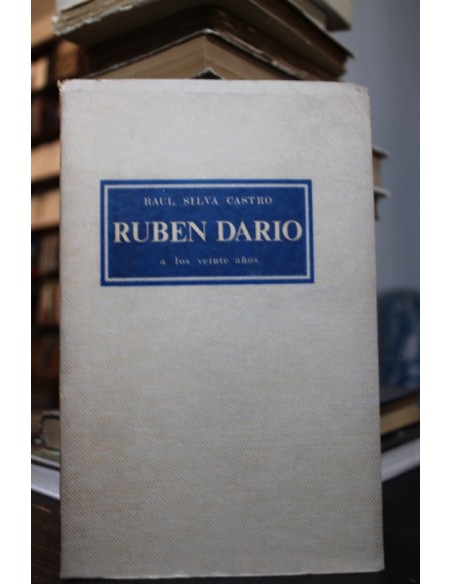 RAUL SILVA CASTRO
RUBEN DARIO
a los veinte años